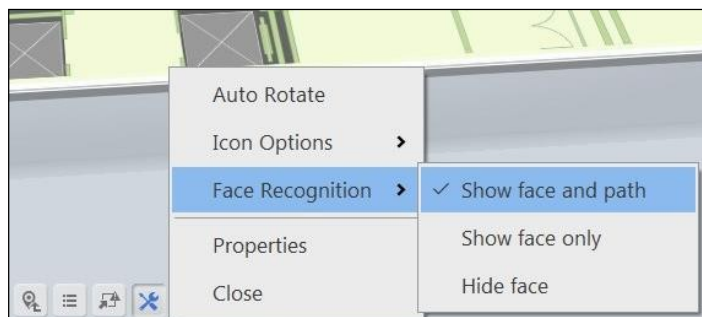 Auto Rotate
Icon Options
Face Recognition
Show face and path
Show face only
Properties
Hide face
Close